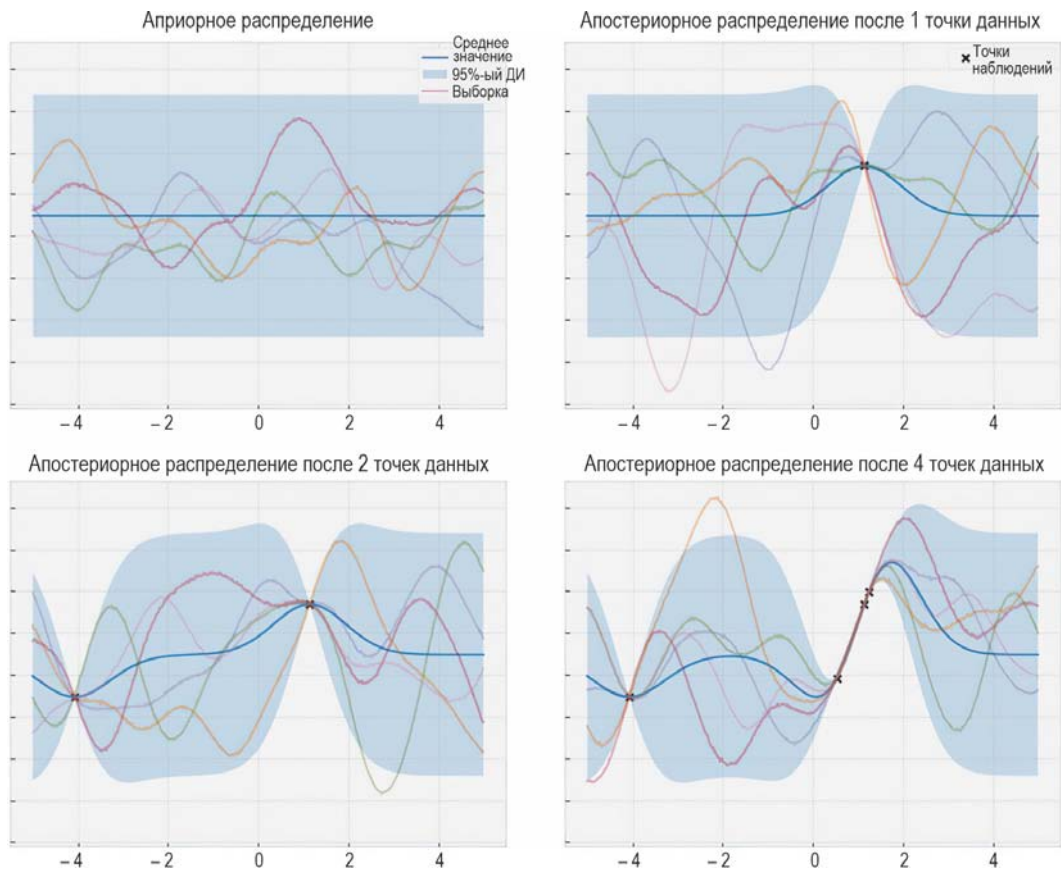 Априорное распределение
Среднее
значение
95%-ый ДИ
Выборка
– 4 – 2 0 2 4
Апостериорное распределение после 1 точки данных
Точки
наблюдений
– 4 – 2 0 2 4
Апостериорное распределение после 2 точек данных
– 4 – 2 0 2 4
Апостериорное распределение после 4 точек данных
– 4 – 2 0 2 4